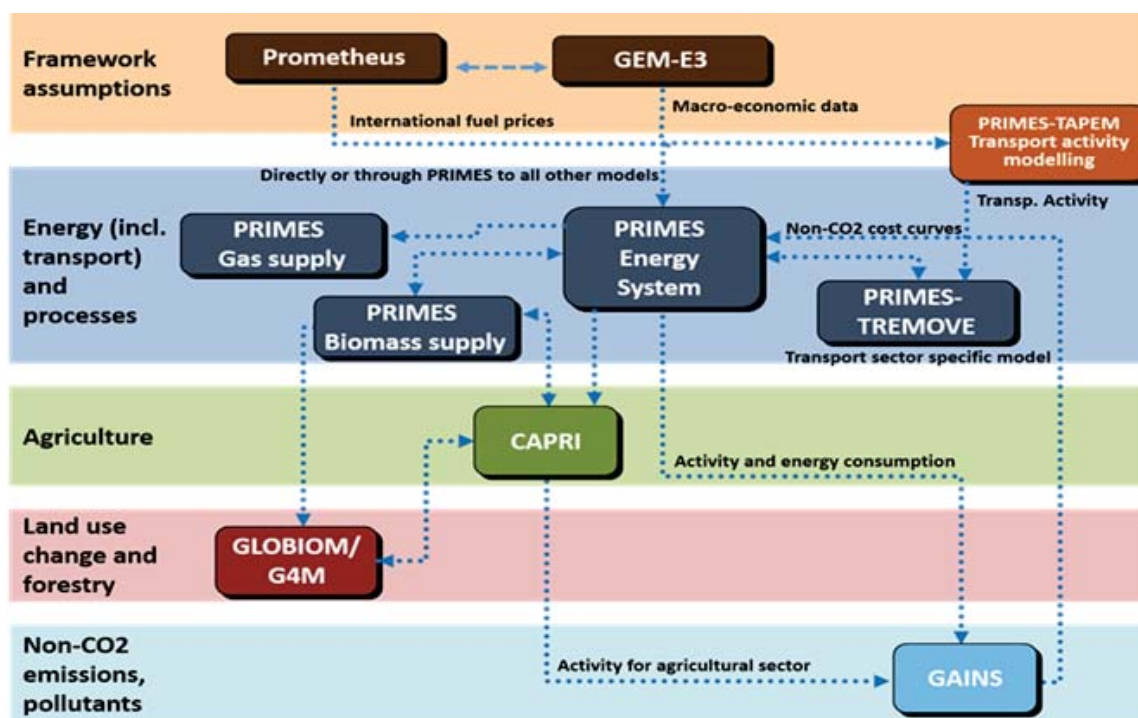 Framework
assumptions
Prometheus
GEM-E3
Macro-economic data
International fuel prices
PRIMES-TAPEM
Transport activity
modelling
Directly or through PRIMES to all other models
Transp. Activity
Energy (incl.
transport)
and
processes
PRIMES
Gas supply
PRIMES
Energy
System
Non-CO2 cost curves
PRIMES
Biomass supply
PRIMES-
TREMOVE
Transport sector specific model
Agriculture
CAPRI
Activity and energy consumption
Land use
change and
forestry
GLOBIOM/
G4M
Non-CO2
emissions,
pollutants
Activity for agricultural sector
GAINS